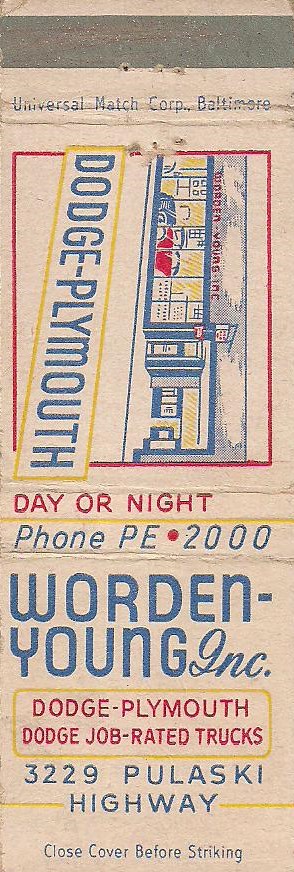 Universal Match Corp., Baltimore
DODGE-PLYMOUTH
WORDEN-YOUNG INC
DAY OR NIGHT
Phone PE•2000
WORDEN-
YOUNG Inc.
DODGE-PLYMOUTH
DODGE JOB-RATED TRUCKS
3229 PULASKI
HIGHWAY
Close Cover Before Striking